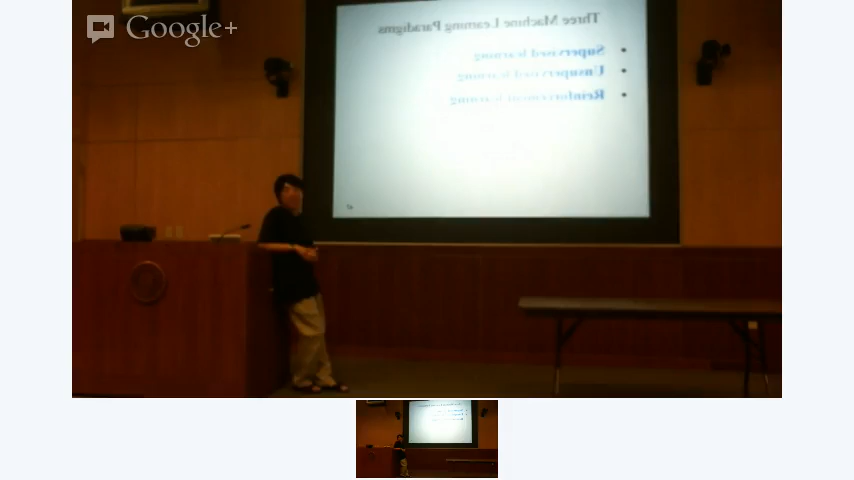 Google+
Three Machine Learning Paradigms
• Supervised learning
• Unsupervised learning
• Reinforcement learning